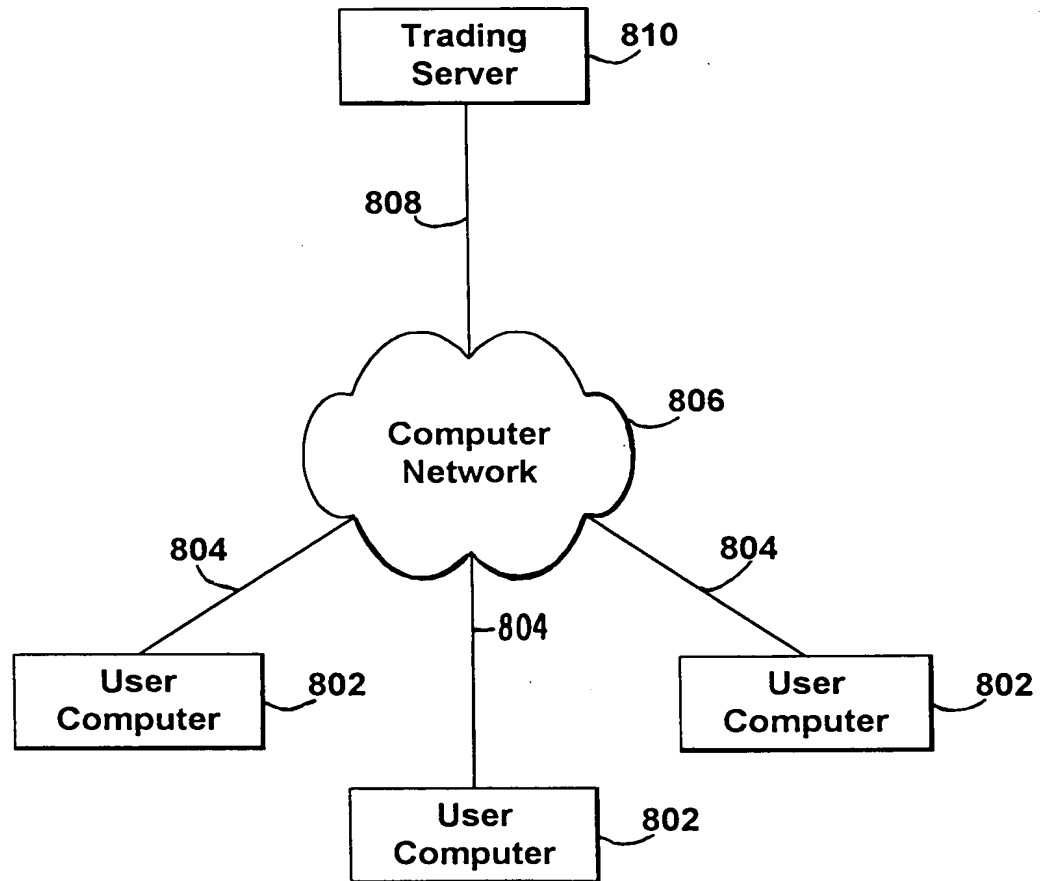 Trading
Server
810
808
806
Computer
Network
804
804
804
User
Computer
802
User
Computer
802
User
Computer
802